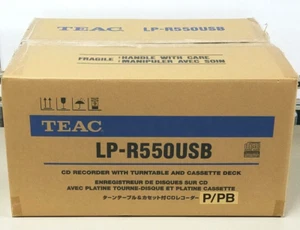 TEAC LP-R550USB
FRAGILE: HANDLE WITH CARE
MANIPULER AVEC SOIN
TEAC
LP-R550USB
CD RECORDER WITH TURNTABLE AND CASSETTE DECK
ENREGISTREUR DE DISQUES SUR CD
AVEC PLATINE TOURNE-DISQUE ET PLATINE CASSETTE
ターンテーブル&カセット付CDレコーダー
P/PB